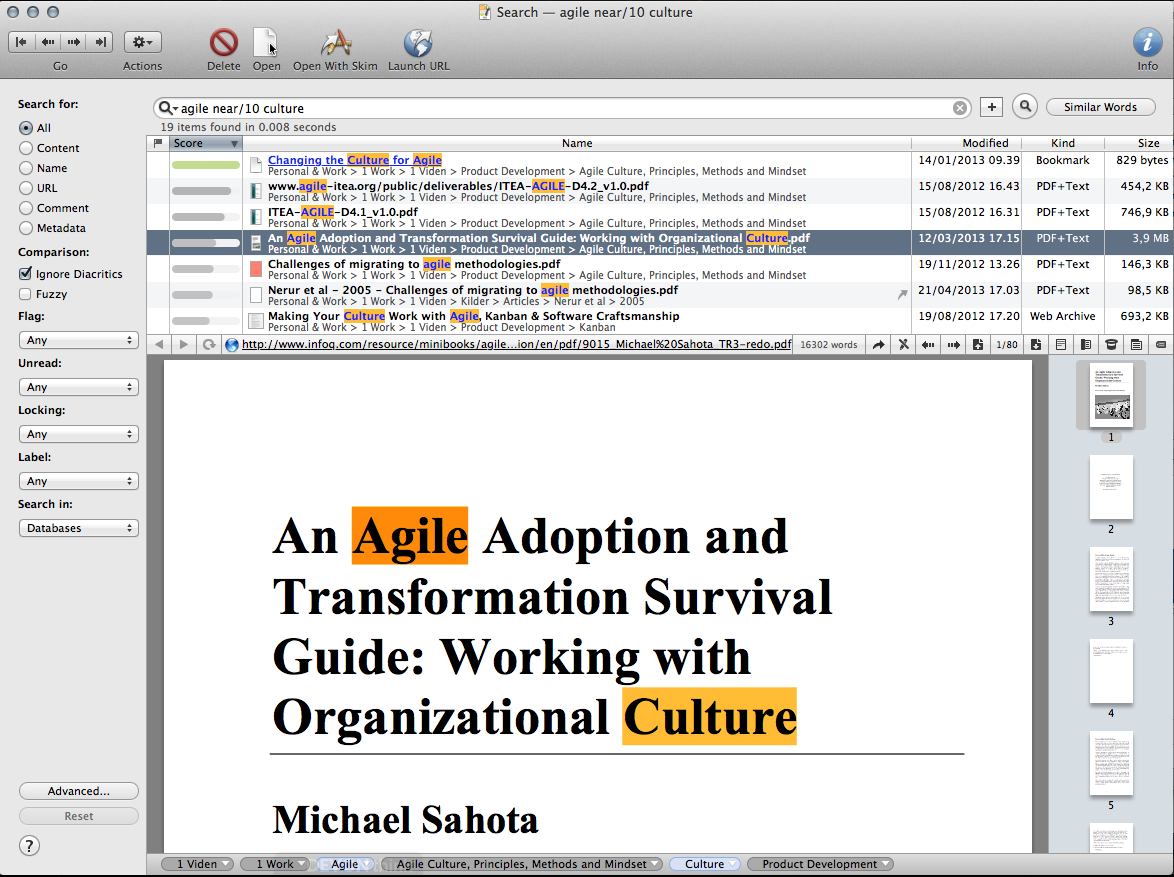 Search — agile near/10 culture
Go
Actions
Delete
Open
Open With Skim
Launch URL
Info
Search for:
All
Content
Name
URL
Comment
Metadata
Comparison:
Ignore Diacritics
Fuzzy
Flag:
Any
Unread:
Any
Locking:
Any
Label:
Any
Search in:
Databases
Advanced...
Reset
?
agile near/10 culture
Similar Words
19 items found in 0.008 seconds
Score Name Modified Kind Size
Changing the Culture for Agile 14/01/2013 09.39 Bookmark 829 bytes
Personal & Work > 1 Work > 1 Viden > Product Development > Agile Culture, Principles, Methods and Mindset
www.agile-itea.org/public/deliverables/ITEA-AGILE-D4.2_v1.0.pdf 15/08/2012 16.43 PDF+Text 454,2 KB
Personal & Work > 1 Work > 1 Viden > Product Development > Agile Culture, Principles, Methods and Mindset
ITEA-AGILE-D4.1_v1.0.pdf 15/08/2012 16.31 PDF+Text 746,9 KB
Personal & Work > 1 Work > 1 Viden > Product Development > Agile Culture, Principles, Methods and Mindset
An Agile Adoption and Transformation Survival Guide: Working with Organizational Culture.pdf 12/03/2013 17.15 PDF+Text 3,9 MB
Personal & Work > 1 Work > 1 Viden > Product Development > Agile Culture, Principles, Methods and Mindset
Challenges of migrating to agile methodologies.pdf 19/11/2012 13.26 PDF+Text 146,3 KB
Personal & Work > 1 Work > 1 Viden > Product Development > Agile Culture, Principles, Methods and Mindset
Nerur et al - 2005 - Challenges of migrating to agile methodologies.pdf 21/04/2013 17.03 PDF+Text 98,5 KB
Personal & Work > 1 Work > 1 Viden > Kilder > Articles > Nerur et al > 2005
Making Your Culture Work with Agile, Kanban & Software Craftsmanship 19/08/2012 17.20 Web Archive 693,2 KB
Personal & Work > 1 Work > 1 Viden > Product Development > Kanban
http://www.infoq.com/resource/minibooks/agile...ion/en/pdf/9015_Michael%20Sahota_TR3-redo.pdf 16302 words 1/80
An Agile Adoption and
Transformation Survival
Guide: Working with
Organizational Culture
Michael Sahota
1
2
3
4
5
1 Viden 1 Work Agile Agile Culture, Principles, Methods and Mindset Culture Product Development